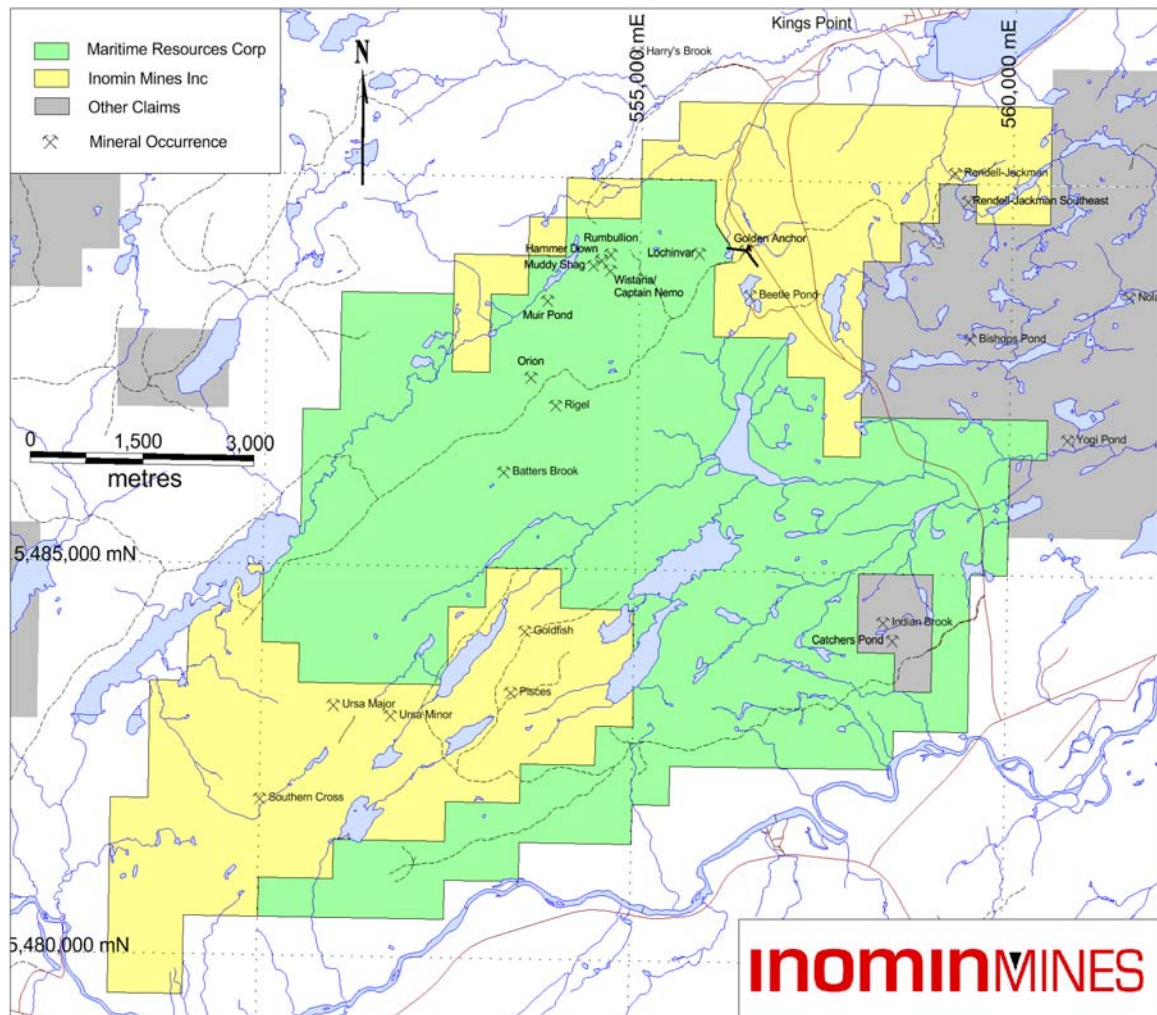 Maritime Resources Corp
Inomin Mines Inc
Other Claims
Mineral Occurrence
N
Kings Point
Harry's Brook
555,000 mE
560,000 mE
Rendell-Jackman
Rendell-Jackman Southeast
Rumbullion
Hammer Down
Lochinvar
Golden Anchor
Muddy Shag
Wistaria/
Captain Nemo
Beetle Pond
Nola
Muir Pond
Bishops Pond
Orion
Rigel
0 1,500 3,000
metres
Yogi Pond
Batters Brook
5,485,000 mN
Goldfish
Indian Brook
Catchers Pond
Pisces
Ursa Major
Ursa Minor
Southern Cross
5,480,000 mN
INOMINMINES